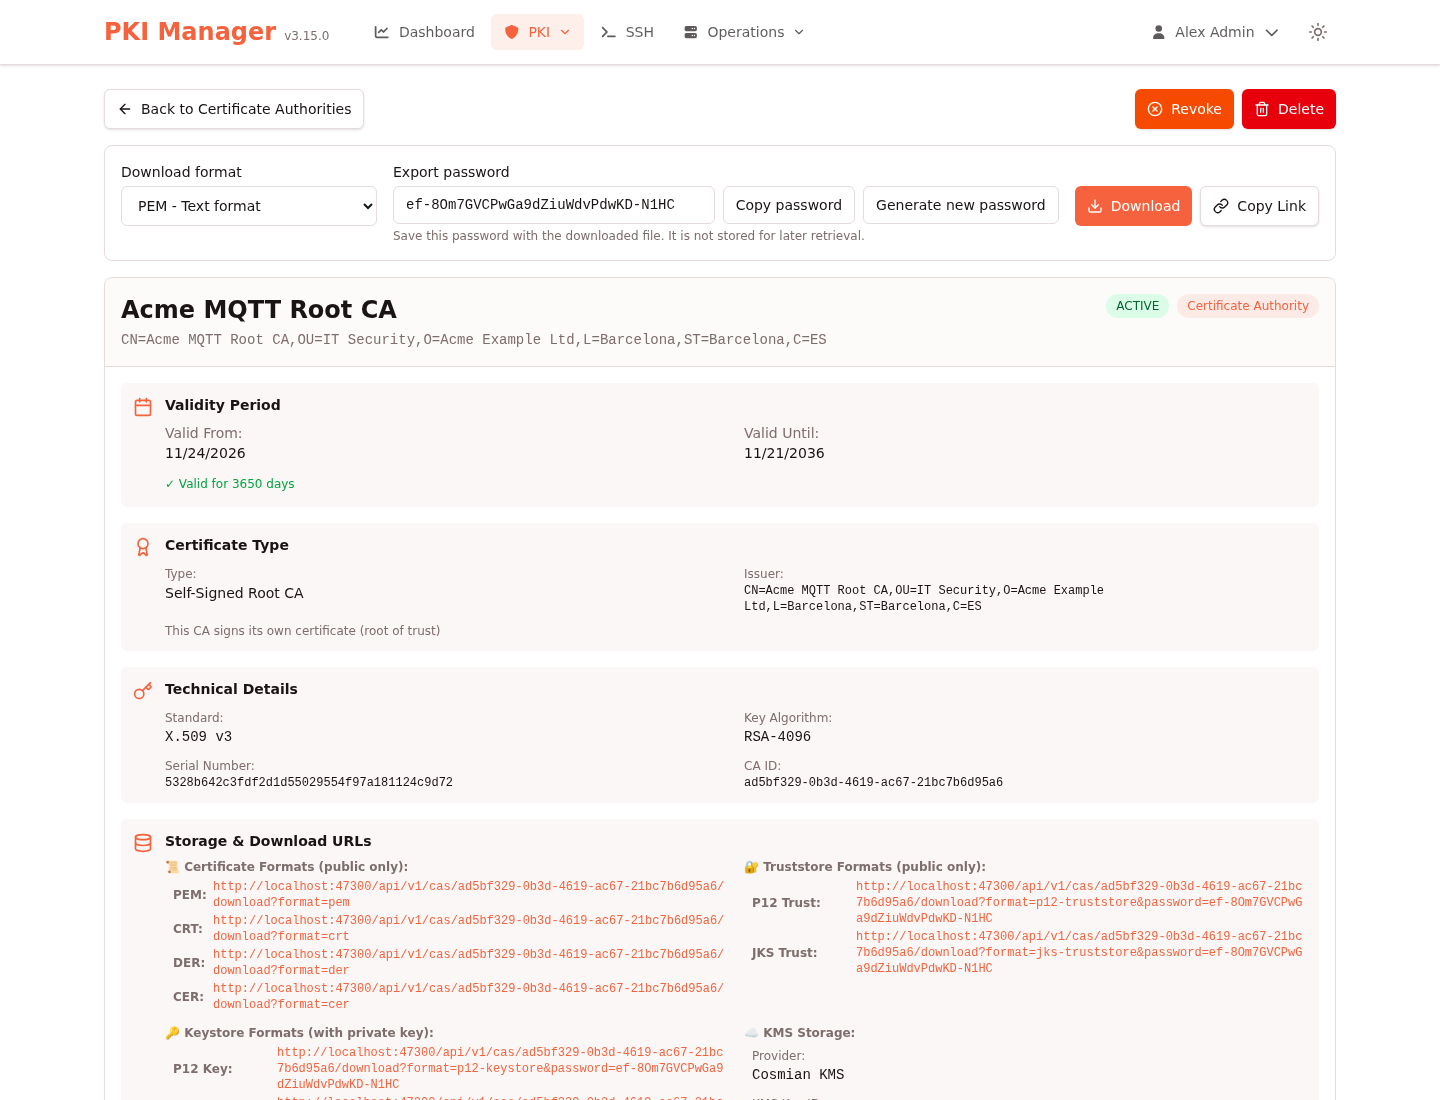 PKI Manager v3.15.0
Dashboard
PKI
SSH
Operations
Alex Admin
Back to Certificate Authorities
Revoke
Delete
Download format
PEM - Text format
Export password
ef-8Om7GVCPwGa9dZiuWdvPdwKD-N1HC
Copy password
Generate new password
Download
Copy Link
Save this password with the downloaded file. It is not stored for later retrieval.
Acme MQTT Root CA
ACTIVE
Certificate Authority
CN=Acme MQTT Root CA,OU=IT Security,O=Acme Example Ltd,L=Barcelona,ST=Barcelona,C=ES
Validity Period
Valid From:
11/24/2026
Valid Until:
11/21/2036
✓ Valid for 3650 days
Certificate Type
Type:
Self-Signed Root CA
Issuer:
CN=Acme MQTT Root CA,OU=IT Security,O=Acme Example
Ltd,L=Barcelona,ST=Barcelona,C=ES
This CA signs its own certificate (root of trust)
Technical Details
Standard:
X.509 v3
Key Algorithm:
RSA-4096
Serial Number:
5328b642c3fdf2d1d55029554f97a181124c9d72
CA ID:
ad5bf329-0b3d-4619-ac67-21bc7b6d95a6
Storage & Download URLs
📜 Certificate Formats (public only):
PEM:
http://localhost:47300/api/v1/cas/ad5bf329-0b3d-4619-ac67-21bc7b6d95a6/
download?format=pem
CRT:
http://localhost:47300/api/v1/cas/ad5bf329-0b3d-4619-ac67-21bc7b6d95a6/
download?format=crt
DER:
http://localhost:47300/api/v1/cas/ad5bf329-0b3d-4619-ac67-21bc7b6d95a6/
download?format=der
CER:
http://localhost:47300/api/v1/cas/ad5bf329-0b3d-4619-ac67-21bc7b6d95a6/
download?format=cer
🔐 Truststore Formats (public only):
P12 Trust:
http://localhost:47300/api/v1/cas/ad5bf329-0b3d-4619-ac67-21bc
7b6d95a6/download?format=p12-truststore&password=ef-8Om7GVCPwG
a9dZiuWdvPdwKD-N1HC
JKS Trust:
http://localhost:47300/api/v1/cas/ad5bf329-0b3d-4619-ac67-21bc
7b6d95a6/download?format=jks-truststore&password=ef-8Om7GVCPwG
a9dZiuWdvPdwKD-N1HC
🔑 Keystore Formats (with private key):
P12 Key:
http://localhost:47300/api/v1/cas/ad5bf329-0b3d-4619-ac67-21bc
7b6d95a6/download?format=p12-keystore&password=ef-8Om7GVCPwGa9
dZiuWdvPdwKD-N1HC
☁️ KMS Storage:
Provider:
Cosmian KMS